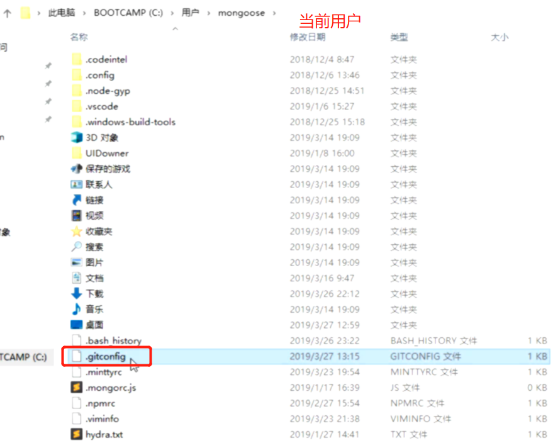 此电脑 > BOOTCAMP (C:) > 用户 > mongoose >
当前用户
名称 修改日期 类型 大小
.codeintel 2018/12/4 8:47 文件夹
.config 2018/12/6 13:46 文件夹
.node-gyp 2018/12/25 14:51 文件夹
.vscode 2019/1/6 15:27 文件夹
.windows-build-tools 2018/12/25 15:18 文件夹
3D 对象 2019/3/14 19:09 文件夹
UIDowner 2019/1/8 16:00 文件夹
保存的游戏 2019/3/14 19:09 文件夹
联系人 2019/3/14 19:09 文件夹
链接 2019/3/14 19:09 文件夹
视频 2019/3/14 19:09 文件夹
收藏夹 2019/3/14 19:09 文件夹
搜索 2019/3/14 19:09 文件夹
图片 2019/3/14 19:09 文件夹
文档 2019/3/16 9:47 文件夹
下载 2019/3/26 22:12 文件夹
音乐 2019/3/14 19:09 文件夹
桌面 2019/3/27 12:59 文件夹
.bash_history 2019/3/26 23:22 BASH_HISTORY 文件 1 KB
TCAMP (C:) .gitconfig 2019/3/27 13:15 GITCONFIG 文件 1 KB
.minttyrc 2019/3/23 19:54 MINTTYRC 文件 1 KB
.mongorc.js 2019/1/17 16:39 JS 文件 0 KB
.npmrc 2019/2/27 15:54 NPMRC 文件 1 KB
.viminfo 2019/3/23 21:38 VIMINFO 文件 1 KB
hydra.txt 2019/1/27 14:41 TXT 文件 1 KB